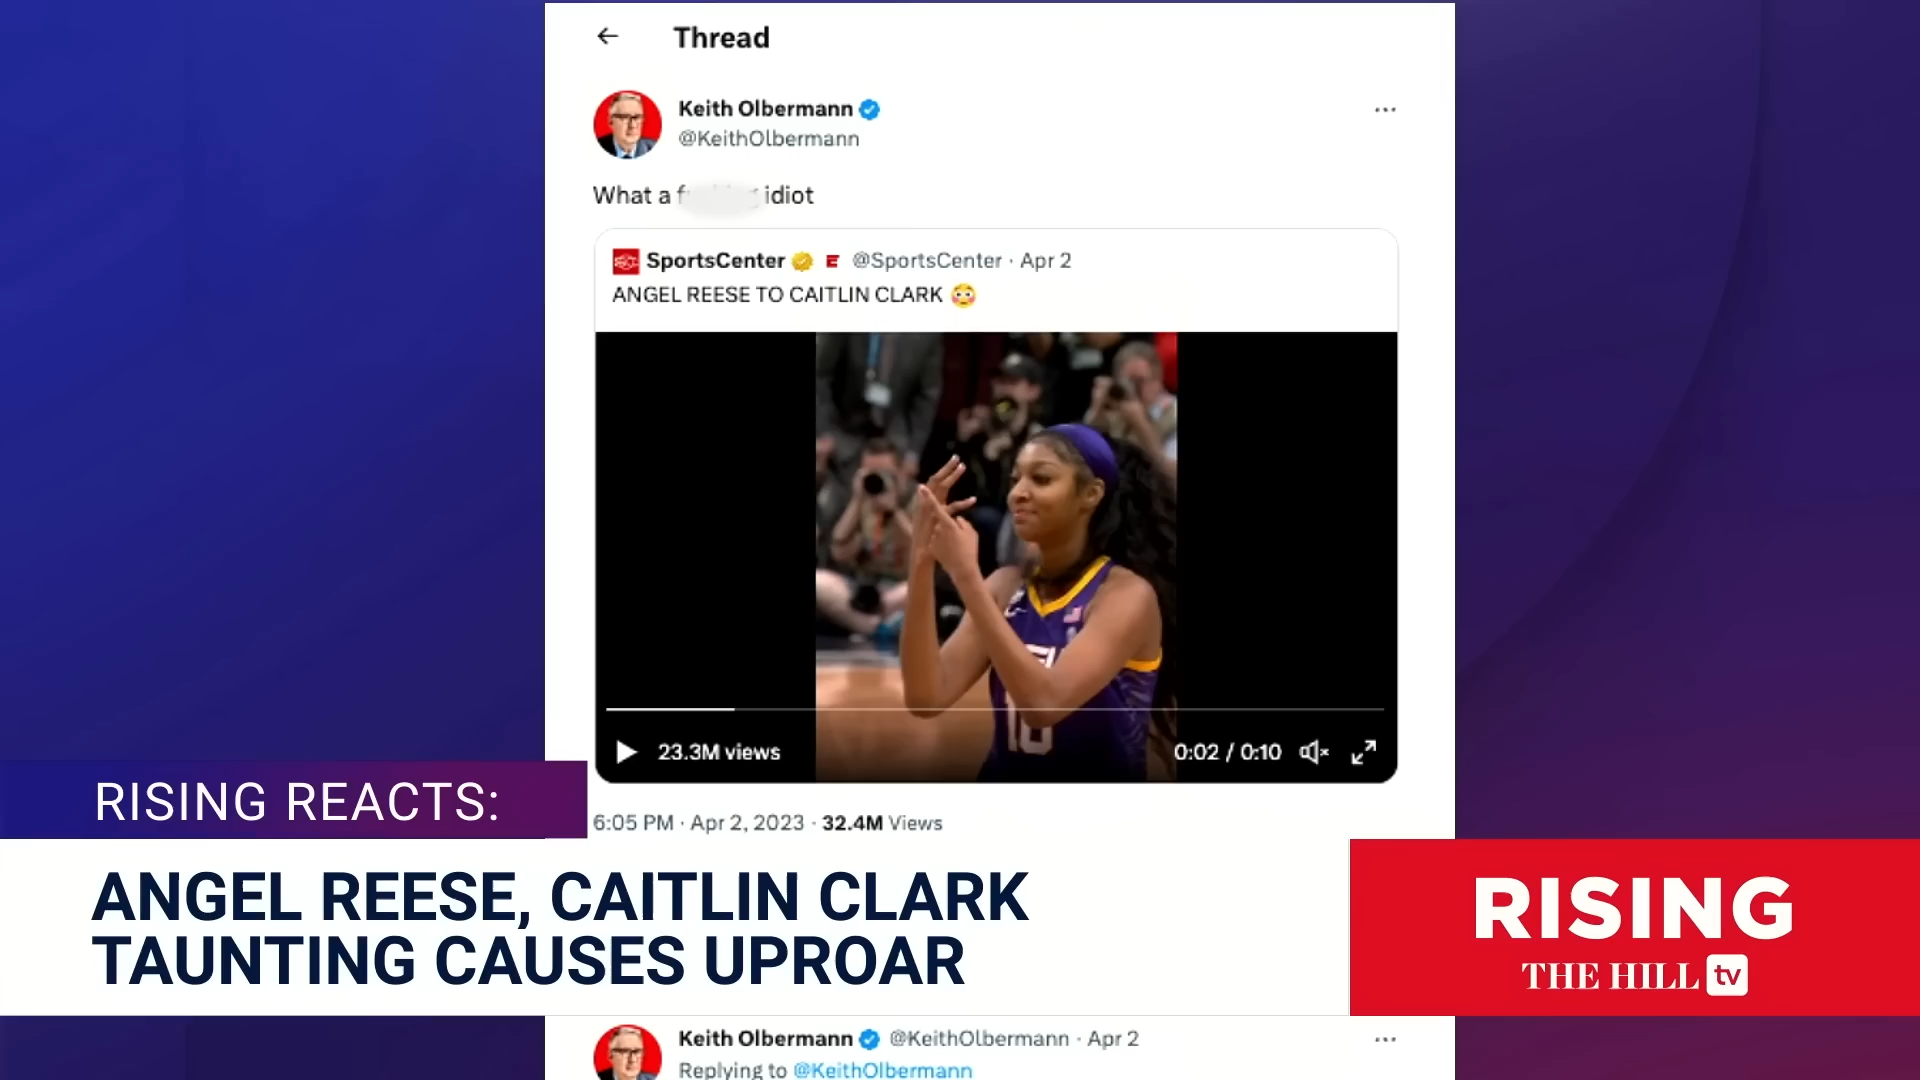 Thread
Keith Olbermann
@KeithOlbermann
What a idiot
SportsCenter @SportsCenter · Apr 2
ANGEL REESE TO CAITLIN CLARK 😳
23.3M views
0:02 / 0:10
6:05 PM · Apr 2, 2023 · 32.4M Views
RISING REACTS:
ANGEL REESE, CAITLIN CLARK
TAUNTING CAUSES UPROAR
RISING
THE HILL tv
Keith Olbermann @KeithOlbermann · Apr 2
Replying to @KeithOlbermann